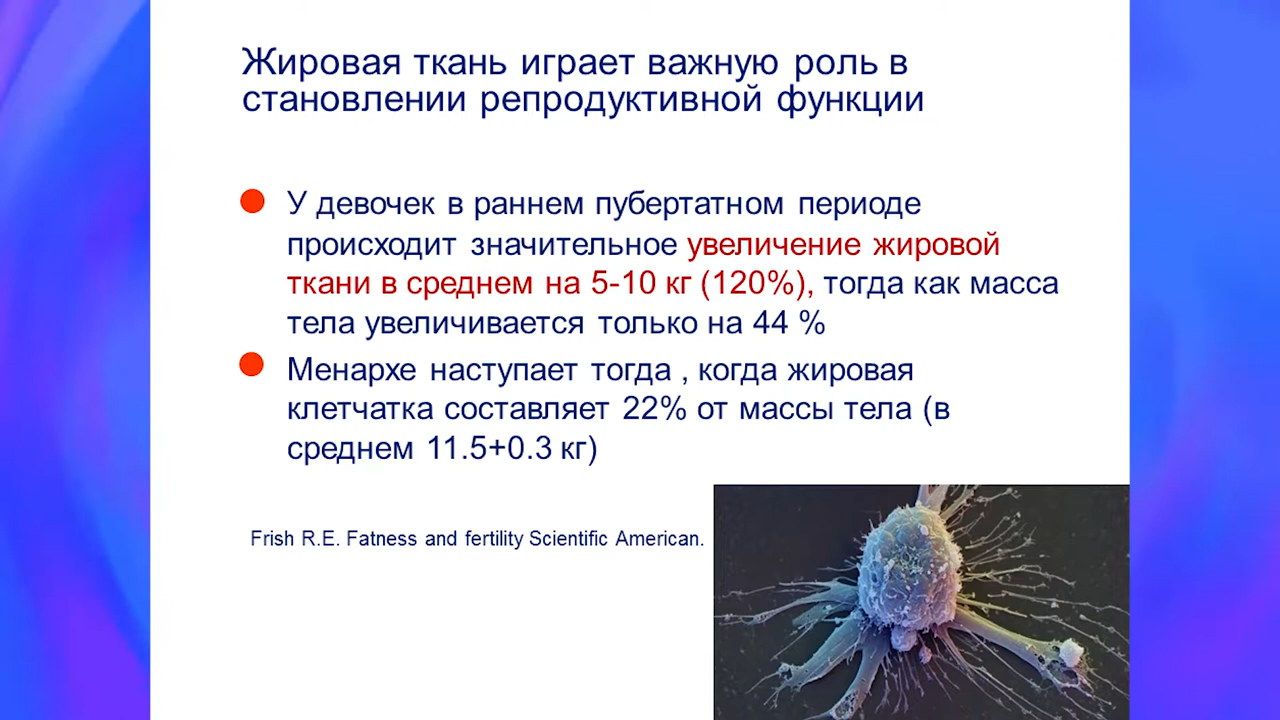 Жировая ткань играет важную роль в
становлении репродуктивной функции
У девочек в раннем пубертатном периоде
происходит значительное увеличение жировой
ткани в среднем на 5-10 кг (120%), тогда как масса
тела увеличивается только на 44 %
Менархе наступает тогда , когда жировая
клетчатка составляет 22% от массы тела (в
среднем 11.5+0.3 кг)
Frish R.E. Fatness and fertility Scientific American.